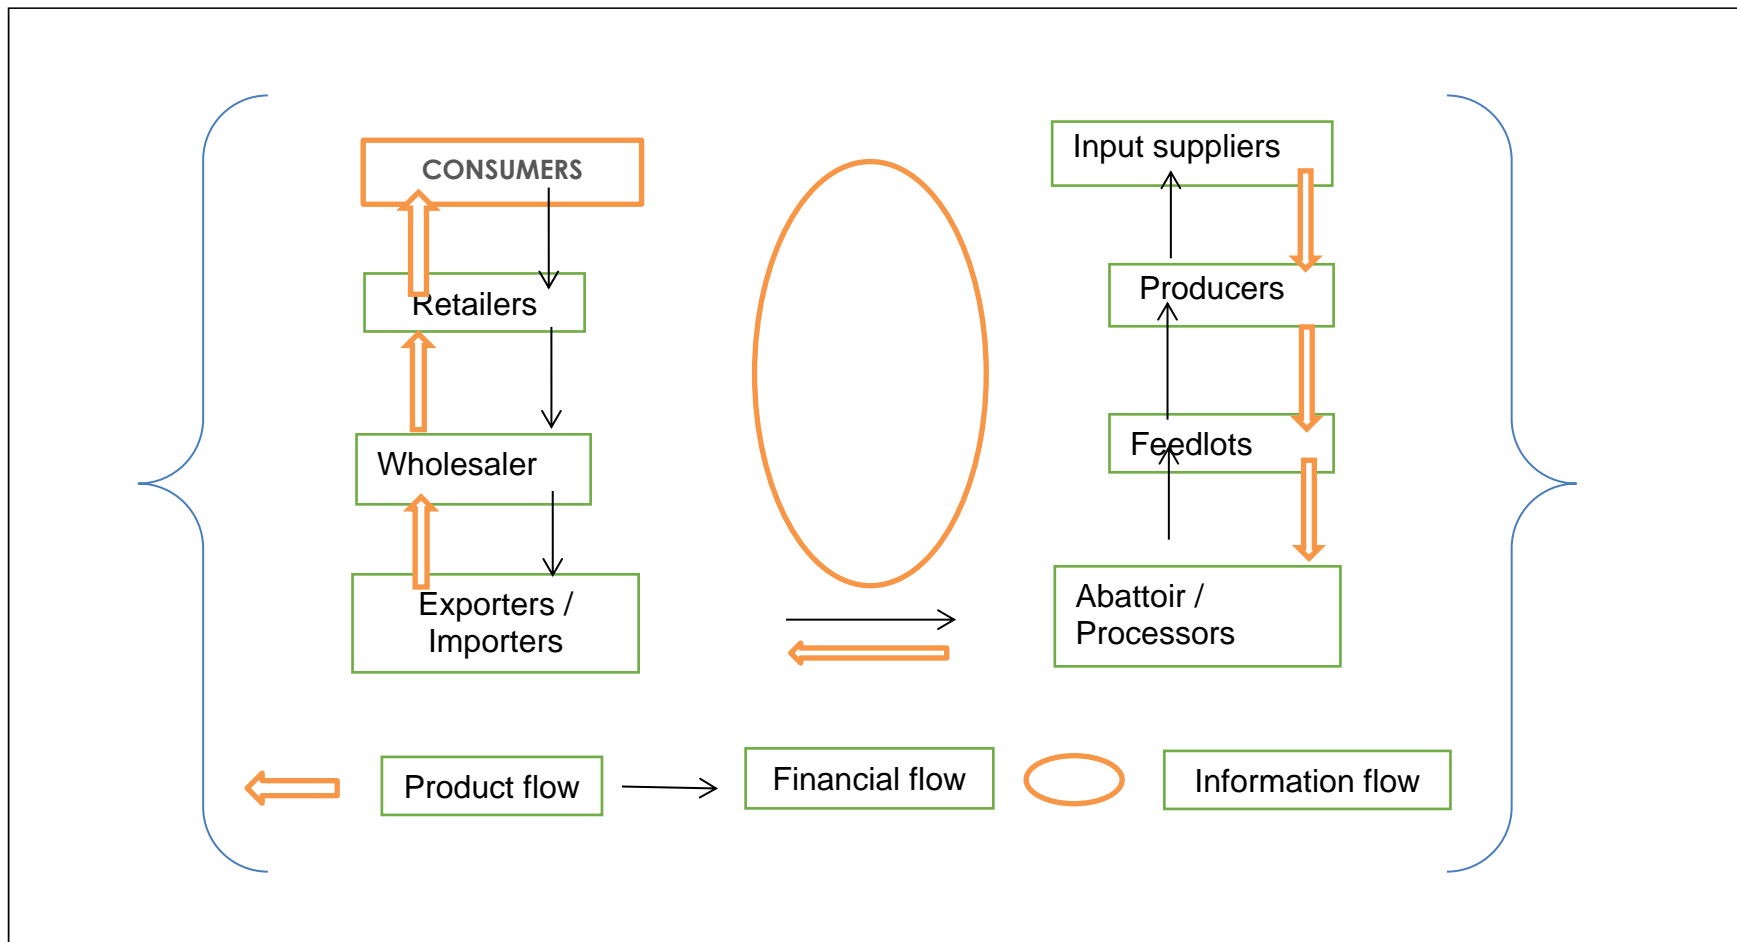 CONSUMERS
Retailers
Wholesaler
Exporters /
Importers
Input suppliers
Producers
Feedlots
Abattoir /
Processors
Product flow
Financial flow
Information flow